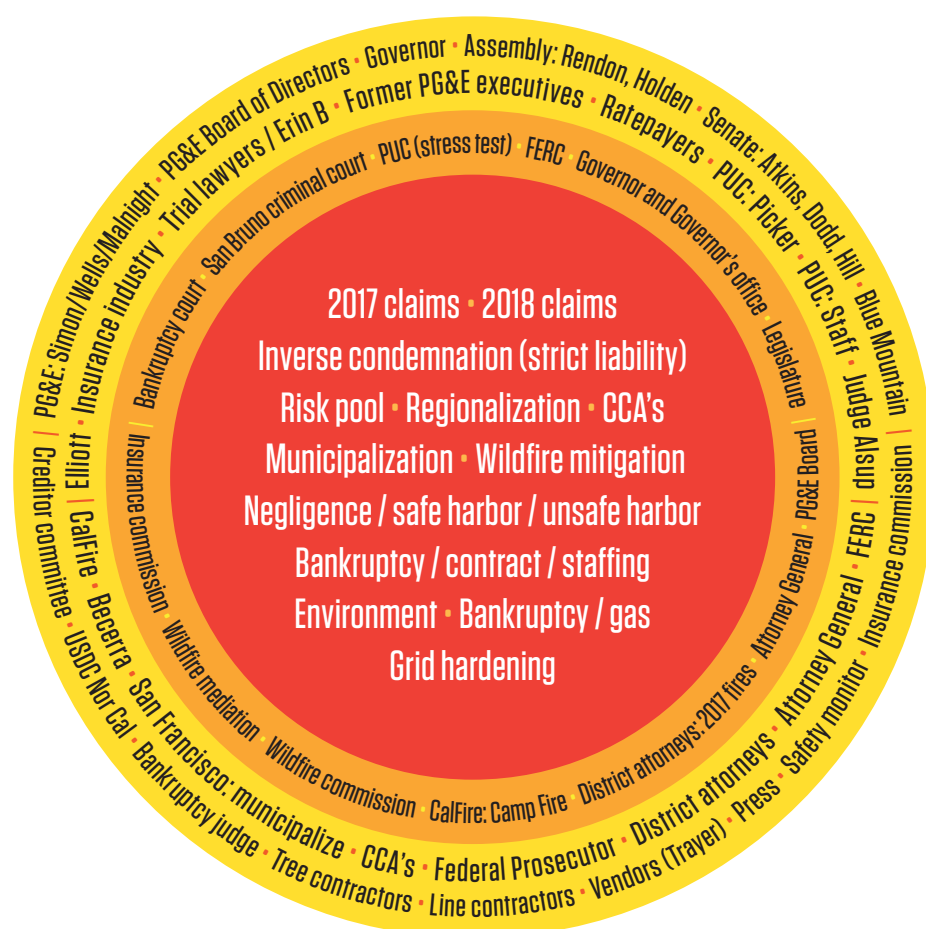 PG&E: Simon/Wells/Malnight • PG&E Board of Directors • Governor • Assembly: Rendon, Holden • Senate: Atkins, Dodd, Hill • Blue Mountain |
Elliott • Insurance industry • Trial lawyers / Erin B • Former PG&E executives • Ratepayers • PUC: Picker • PUC: Staff • Judge Alsup |
Bankruptcy court • San Bruno criminal court • PUC (stress test) • FERC • Governor and Governor's office • Legislature |
2017 claims • 2018 claims
Inverse condemnation (strict liability)
Risk pool • Regionalization • CCA's
Municipalization • Wildfire mitigation
Negligence / safe harbor / unsafe harbor
Bankruptcy / contract / staffing
Environment • Bankruptcy / gas
Grid hardening
Insurance commission • Wildfire mediation • Wildfire commission • CalFire: Camp Fire • District attorneys: 2017 fires • Attorney General • PG&E Board
| CalFire • Becerra • San Francisco: municipalize • CCA's • Federal Prosecutor • District attorneys • Attorney General • FERC
| Creditor committee • USDC Nor Cal • Bankruptcy judge • Tree contractors • Line contractors • Vendors (Trayer) • Press • Safety monitor • Insurance commission